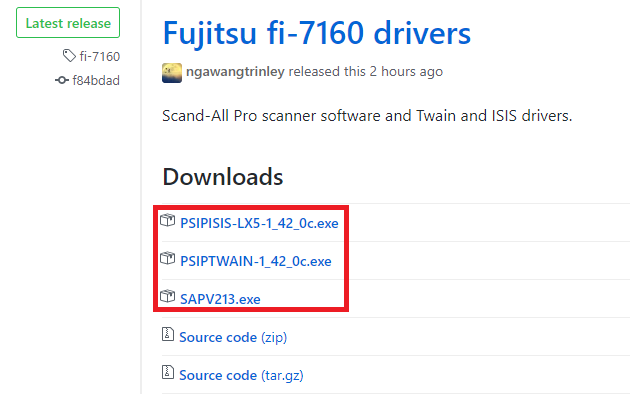 Latest release
fi-7160
f84bdad
Fujitsu fi-7160 drivers
ngawangtrinley released this 2 hours ago
Scand-All Pro scanner software and Twain and ISIS drivers.
Downloads
PSIPISIS-LX5-1_42_0c.exe
PSIPTWAIN-1_42_0c.exe
SAPV213.exe
Source code (zip)
Source code (tar.gz)